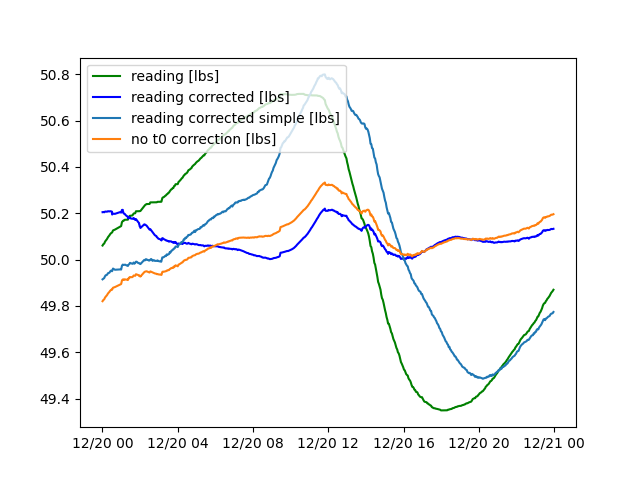 50.8
50.6
50.4
50.2
50.0
49.8
49.6
49.4
reading [lbs]
reading corrected [lbs]
reading corrected simple [lbs]
no t0 correction [lbs]
12/20 00 12/20 04 12/20 08 12/20 12 12/20 16 12/20 20 12/21 00